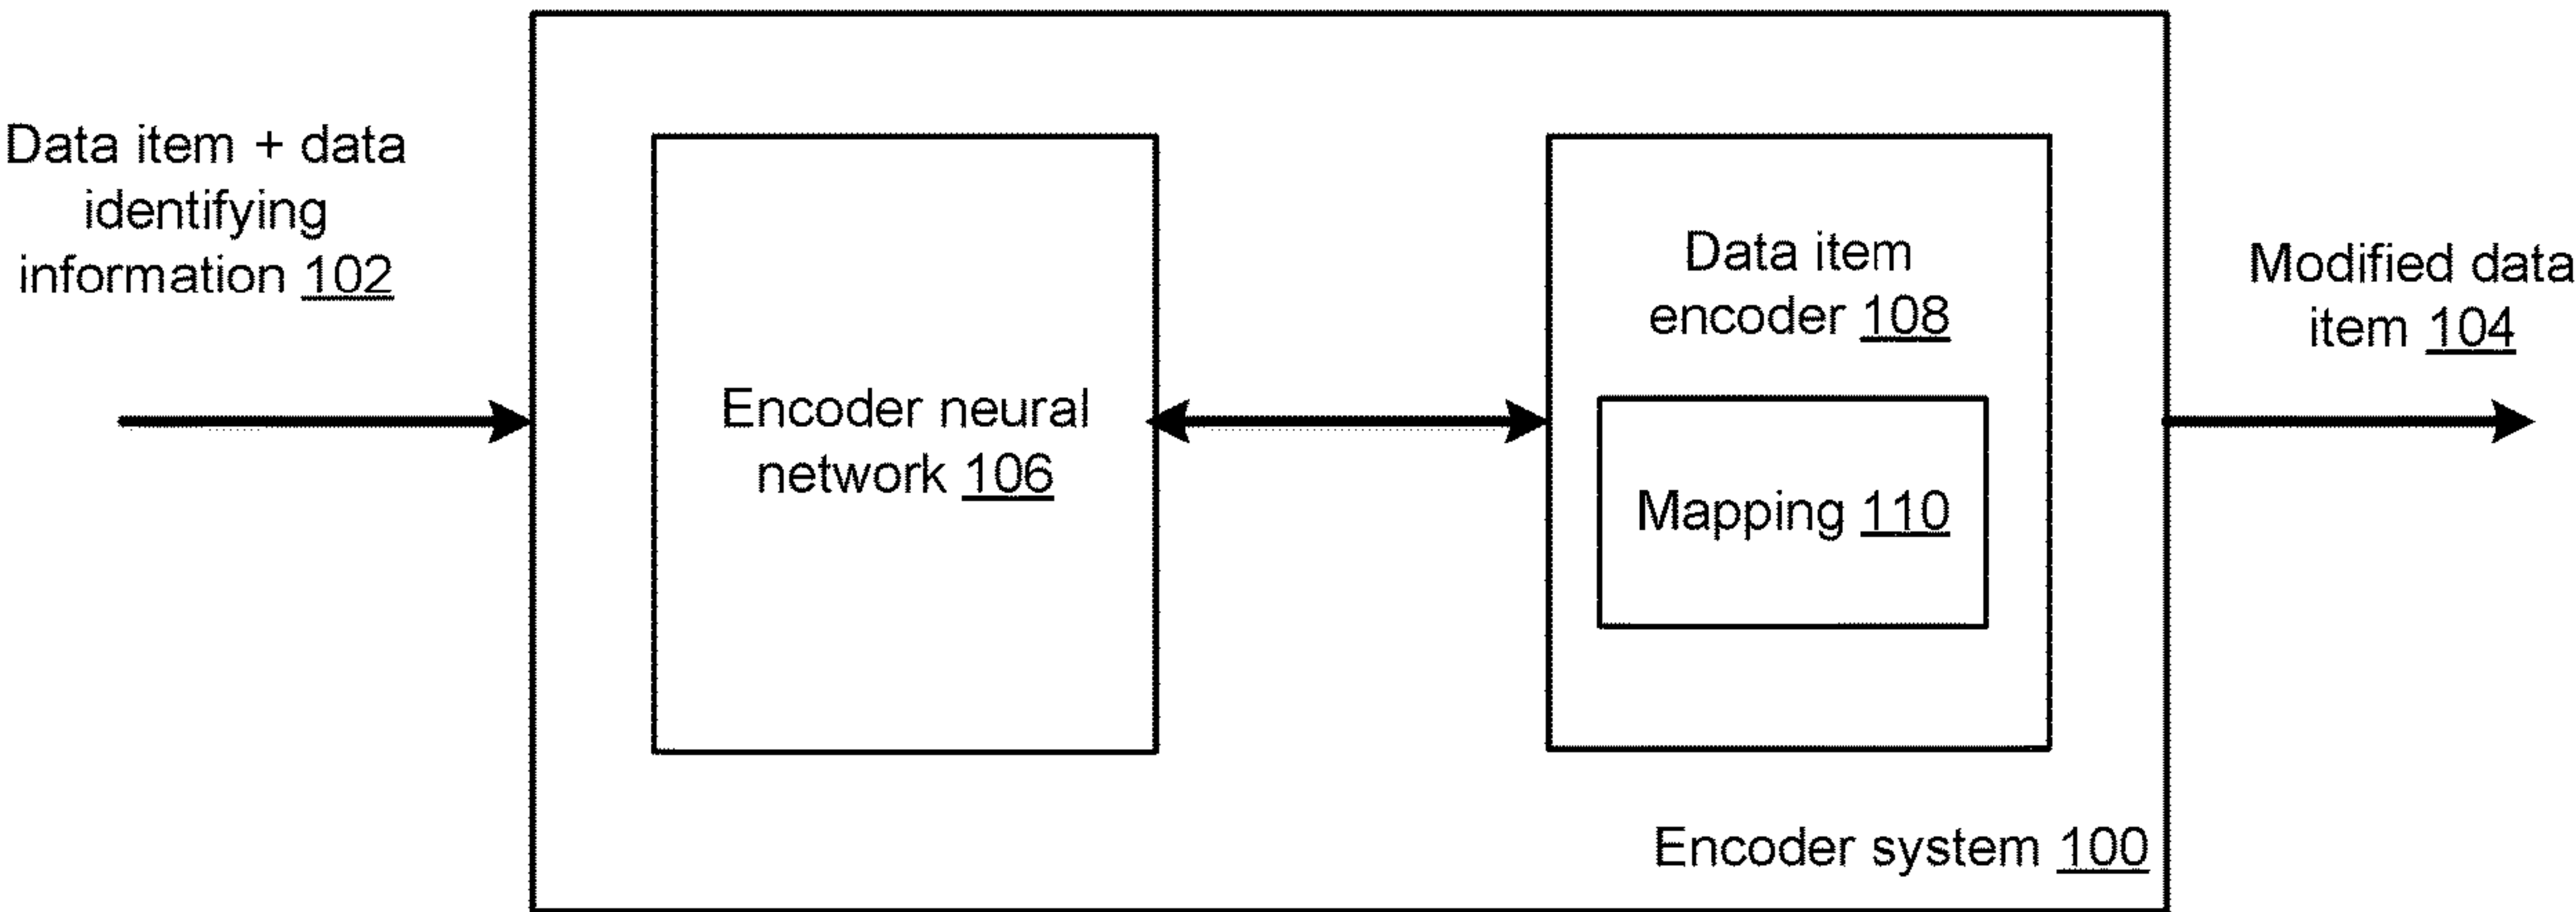 Data item + data
identifying
information 102
Encoder neural
network 106
Data item
encoder 108
Mapping 110
Modified data
item 104
Encoder system 100